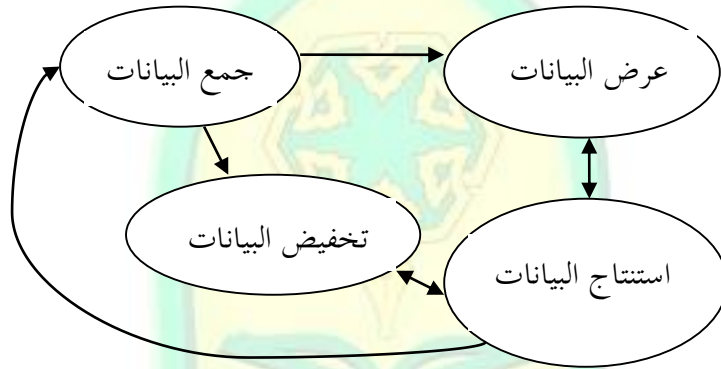 جمع البيانات
عرض البيانات
تخفيض البيانات
استنتاج البيانات